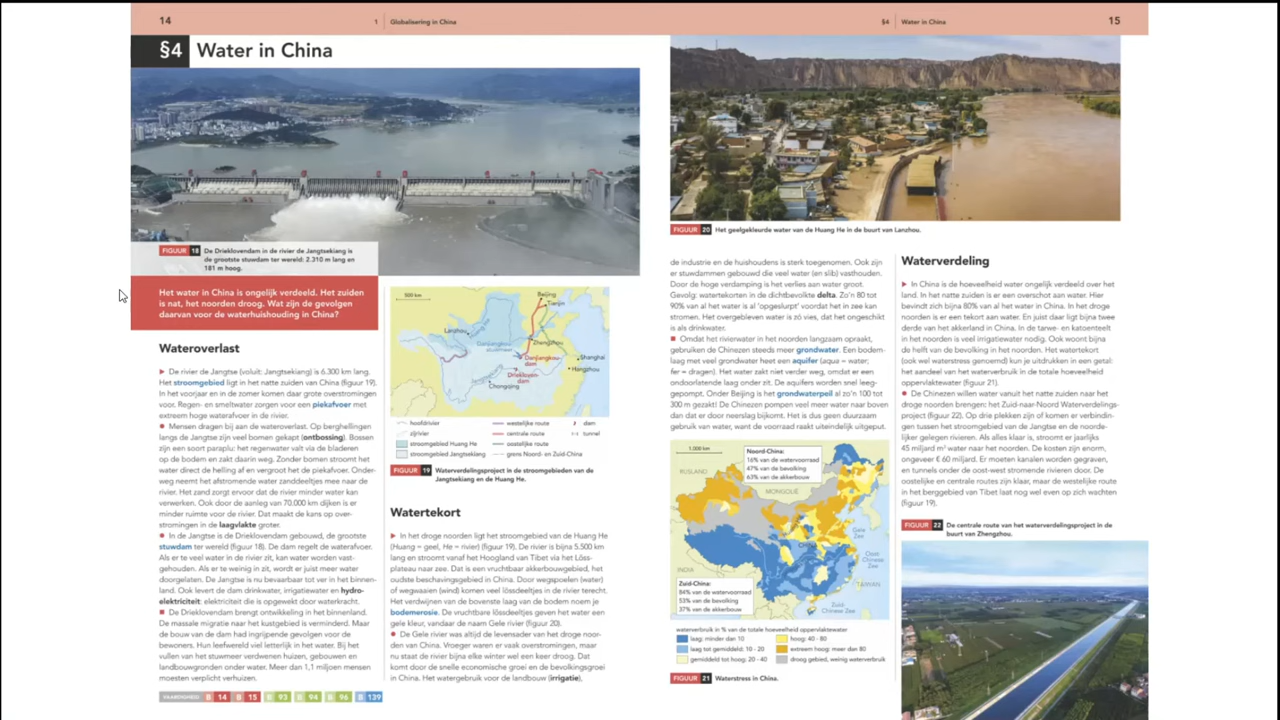 14
1
Globalisering in China
§4
Water in China
15
§4 Water in China
FIGUUR 18 De Drieklovendam in de rivier de Jangtsekiang is
de grootste stuwdam ter wereld: 2.310 m lang en
181 m hoog.
Het water in China is ongelijk verdeeld. Het zuiden
is nat, het noorden droog. Wat zijn de gevolgen
daarvan voor de waterhuishouding in China?
Wateroverlast
De rivier de Jangtse (voluit: Jangtsekiang) is 6.300 km lang.
Het stroomgebied ligt in het natte zuiden van China (figuur 19).
In het voorjaar en in de zomer komen daar grote overstromingen
voor. Regen- en smeltwater zorgen voor een piekafvoer met
extreem hoge waterafvoer in de rivier.
Mensen dragen bij aan de wateroverlast. Op berghellingen
langs de Jangtse zijn veel bomen gekapt (ontbossing). Bossen
zijn een soort paraplu: het regenwater valt via de bladeren
op de bodem en zakt daarin weg. Zonder bomen stroomt het
water direct de helling af en vergroot het de piekafvoer. Onder-
weg neemt het afstromende water zanddeeltjes mee naar de
rivier. Het zand zorgt ervoor dat de rivier minder water kan
verwerken. Ook door de aanleg van 70.000 km dijken is er
minder ruimte voor de rivier. Dat maakt de kans op over-
stromingen in de laagvlakte groter.
In de Jangtse is de Drieklovendam gebouwd, de grootste
stuwdam ter wereld (figuur 18). De dam regelt de waterafvoer.
Als er te veel water in de rivier zit, kan water worden vast-
gehouden. Als er te weinig in zit, wordt er juist meer water
doorgelaten. De Jangtse is nu bevaarbaar tot ver in het binnen-
land. Ook levert de dam drinkwater, irrigatiewater en hydro-
elektriciteit: elektriciteit die is opgewekt door waterkracht.
De Drieklovendam brengt ontwikkeling in het binnenland.
De massale migratie naar het kustgebied is verminderd. Maar
de bouw van de dam had ingrijpende gevolgen voor de
bewoners. Hun leefwereld viel letterlijk in het water. Bij het
vullen van het stuwmeer verdwenen huizen, gebouwen en
landbouwgronden onder water. Meer dan 1,1 miljoen mensen
moesten verplicht verhuizen.
VAARDIGHEID B 14 B 15 B 93 B 94 B 96 B 139
500 km
Beijing
Tianjin
Lanzhou
Danjiangkou-
stuwmeer
Zhengzhou
Danjiangkou-
dam
Shanghai
Drekloven-
dam
Hangzhou
Chongqing
hoofdrivier
zijrivier
stroomgebied Huang He
stroomgebied Jangtsekiang
westelijke route
centrale route
oostelijke route
grens Noord- en Zuid-China
dam
tunnel
FIGUUR 19 Waterverdelingsproject in de stroomgebieden van de
Jangtsekiang en de Huang He.
Watertekort
In het droge noorden ligt het stroomgebied van de Huang He
(Huang = geel, He = rivier) (figuur 19). De rivier is bijna 5.500 km
lang en stroomt vanaf het Hoogland van Tibet via het Löss-
plateau naar zee. Dat is een vruchtbaar akkerbouwgebied, het
oudste beschavingsgebied in China. Door wegspoelen (water)
of wegwaaien (wind) komen veel lössdeeltjes in de rivier terecht.
Het verdwijnen van de bovenste laag van de bodem noem je
bodemerosie. De vruchtbare lössdeeltjes geven het water een
gele kleur, vandaar de naam Gele rivier (figuur 20).
De Gele rivier was altijd de levensader van het droge noor-
den van China. Vroeger waren er vaak overstromingen, maar
nu staat de rivier bijna elke winter wel een keer droog. Dat
komt door de snelle economische groei en de bevolkingsgroei
in China. Het watergebruik voor de landbouw (irrigatie),
FIGUUR 20 Het geelgekleurde water van de Huang He in de buurt van Lanzhou.
de industrie en de huishoudens is sterk toegenomen. Ook zijn
er stuwdammen gebouwd die veel water (en slib) vasthouden.
Door de hoge verdamping is het verlies aan water groot.
Gevolg: watertekorten in de dichtbevolkte delta. Zo'n 80 tot
90% van al het water is al 'opgeslurpt' voordat het in zee kan
stromen. Het overgebleven water is zó vies, dat het ongeschikt
is als drinkwater.
Omdat het rivierwater in het noorden langzaam opraakt,
gebruiken de Chinezen steeds meer grondwater. Een bodem-
laag met veel grondwater heet een aquifer (aqua = water;
fer = dragen). Het water zakt niet verder weg, omdat er een
ondoorlatende laag onder zit. De aquifers worden snel leeg-
gepompt. Onder Beijing is het grondwaterpeil al zo'n 100 tot
300 m gezakt! De Chinezen pompen veel meer water naar boven
dan dat er door neerslag bijkomt. Het is dus geen duurzaam
gebruik van water, want de voorraad raakt uiteindelijk uitgeput.
1.000 km
Noord-China:
16% van de watervoorraad
47% van de bevolking
63% van de akkerbouw
RUSLAND
MONGOLIË
Gele
Zee
Oost
Chinese
Zee
INDIA
TAIWAN
Zuid-China:
84% van de watervoorraad
53% van de bevolking
37% van de akkerbouw
Zuid-
Chinese Zee
waterverbruik in % van de totale hoeveelheid oppervlaktewater
laag: minder dan 10
laag tot gemiddeld: 10 - 20
gemiddeld tot hoog: 20 - 40
hoog: 40 - 80
extreem hoog: meer dan 80
droog gebied, weinig waterverbruik
FIGUUR 21 Waterstress in China.
Waterverdeling
In China is de hoeveelheid water ongelijk verdeeld over het
land. In het natte zuiden is er een overschot aan water. Hier
bevindt zich bijna 80% van al het water in China. In het droge
noorden is er een tekort aan water. En juist daar ligt bijna twee
derde van het akkerland in China. In de tarwe- en katoenteelt
in het noorden is veel irrigatiewater nodig. Ook woont bijna
de helft van de bevolking in het noorden. Het watertekort
(ook wel waterstress genoemd) kun je uitdrukken in een getal:
het aandeel van het waterverbruik in de totale hoeveelheid
oppervlaktewater (figuur 21).
De Chinezen willen water vanuit het natte zuiden naar het
droge noorden brengen: het Zuid-naar-Noord Waterverdelings-
project (figuur 22). Op drie plekken zijn of komen er verbindin-
gen tussen het stroomgebied van de Jangtse en de noorde-
lijker gelegen rivieren. Als alles klaar is, stroomt er jaarlijks
45 miljard m³ water naar het noorden. De kosten zijn enorm,
ongeveer € 60 miljard. Er moeten kanalen worden gegraven,
en tunnels onder de oost-west stromende rivieren door. De
oostelijke en centrale routes zijn klaar, maar de westelijke route
in het berggebied van Tibet laat nog wel even op zich wachten
(figuur 19).
FIGUUR 22 De centrale route van het waterverdelingsproject in de
buurt van Zhengzhou.